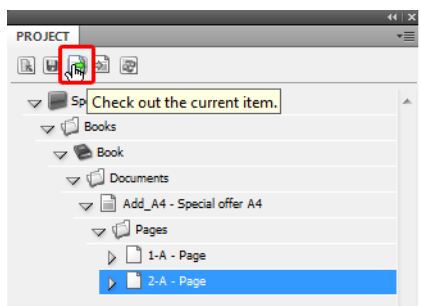 PROJECT
Sp
Check out the current item.
Books
Book
Documents
Add_A4 - Special offer A4
Pages
1-A - Page
2-A - Page